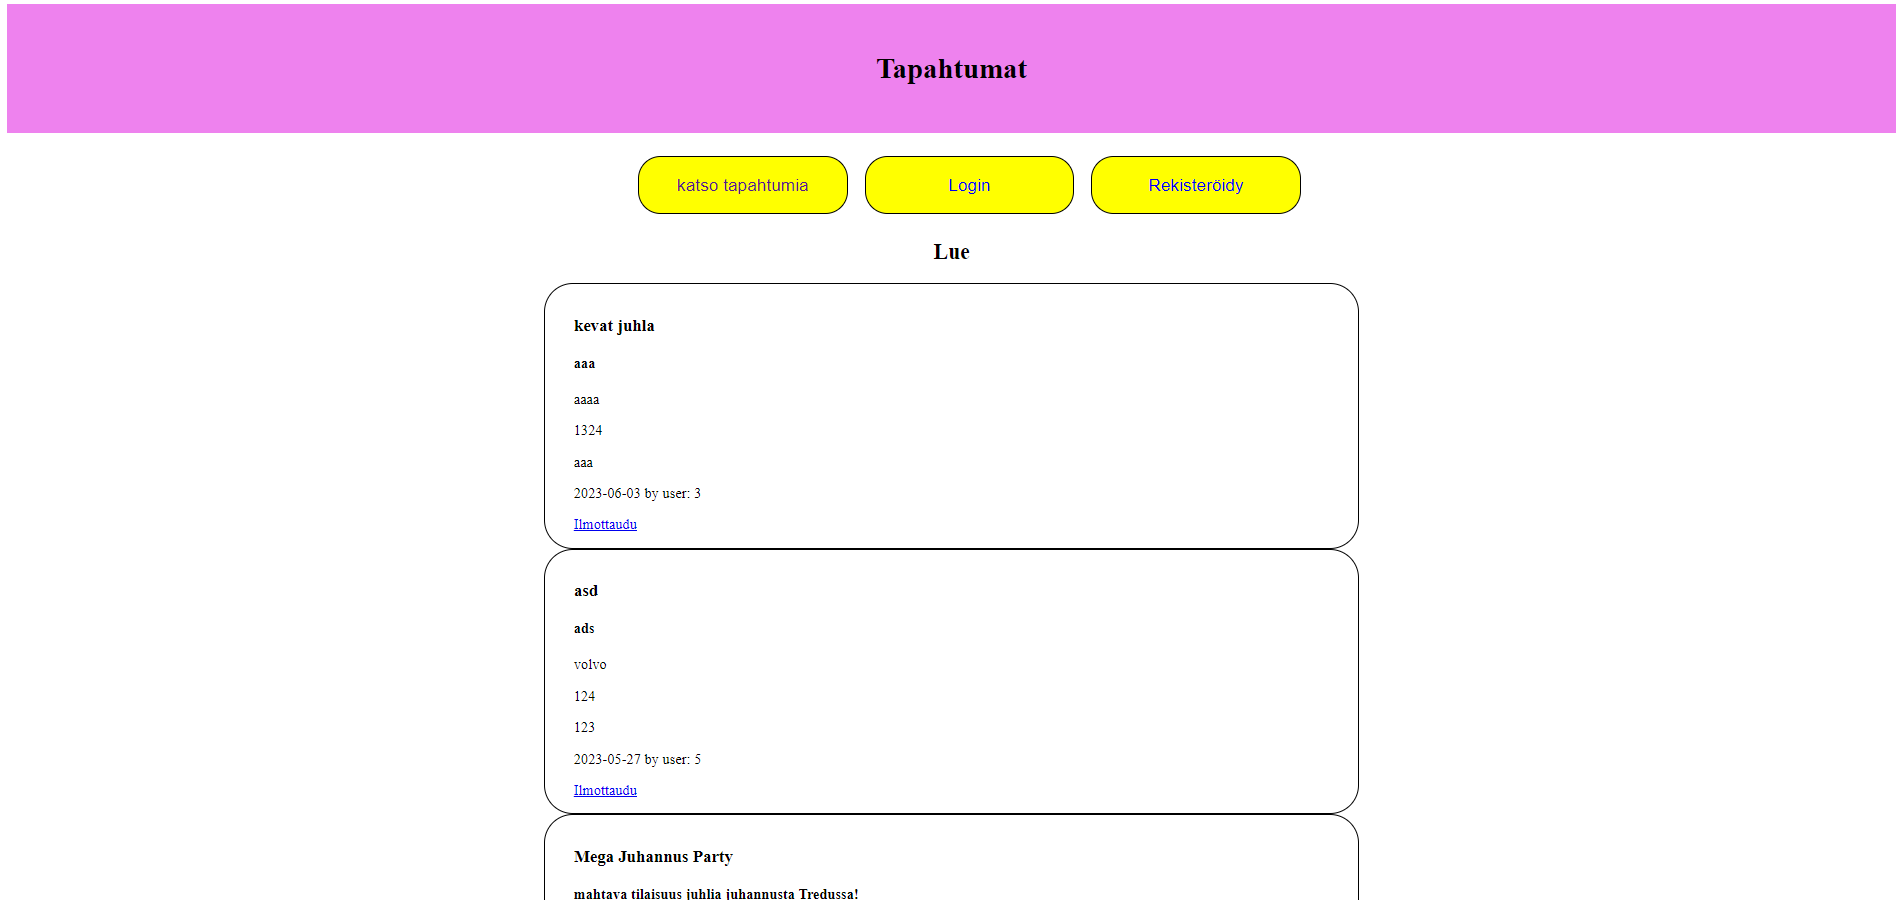 Tapahtumat
katso tapahtumia
Login
Rekisteröidy
Lue
kevat juhla
aaa
aaaa
1324
aaa
2023-06-03 by user: 3
Ilmottaudu
asd
ads
volvo
124
123
2023-05-27 by user: 5
Ilmottaudu
Mega Juhannus Party
mahtava tilaisuus juhlia juhannusta Tredussa!